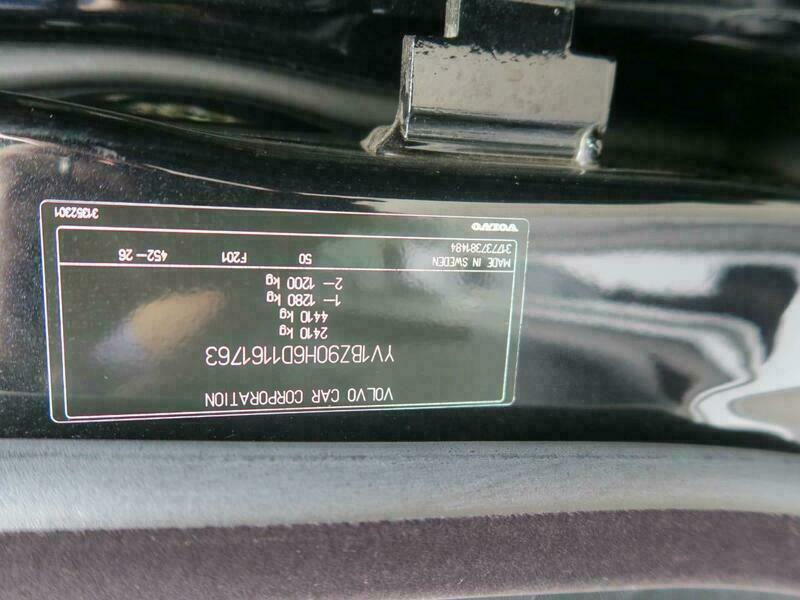 VOLVO CAR CORPORATION
YV1BZ90H6D1161763
2410 kg
4410 kg
1— 1280 kg
2— 1200 kg
MADE IN SWEDEN 50 F201 452—26
317737381484
VOLVO 31352301